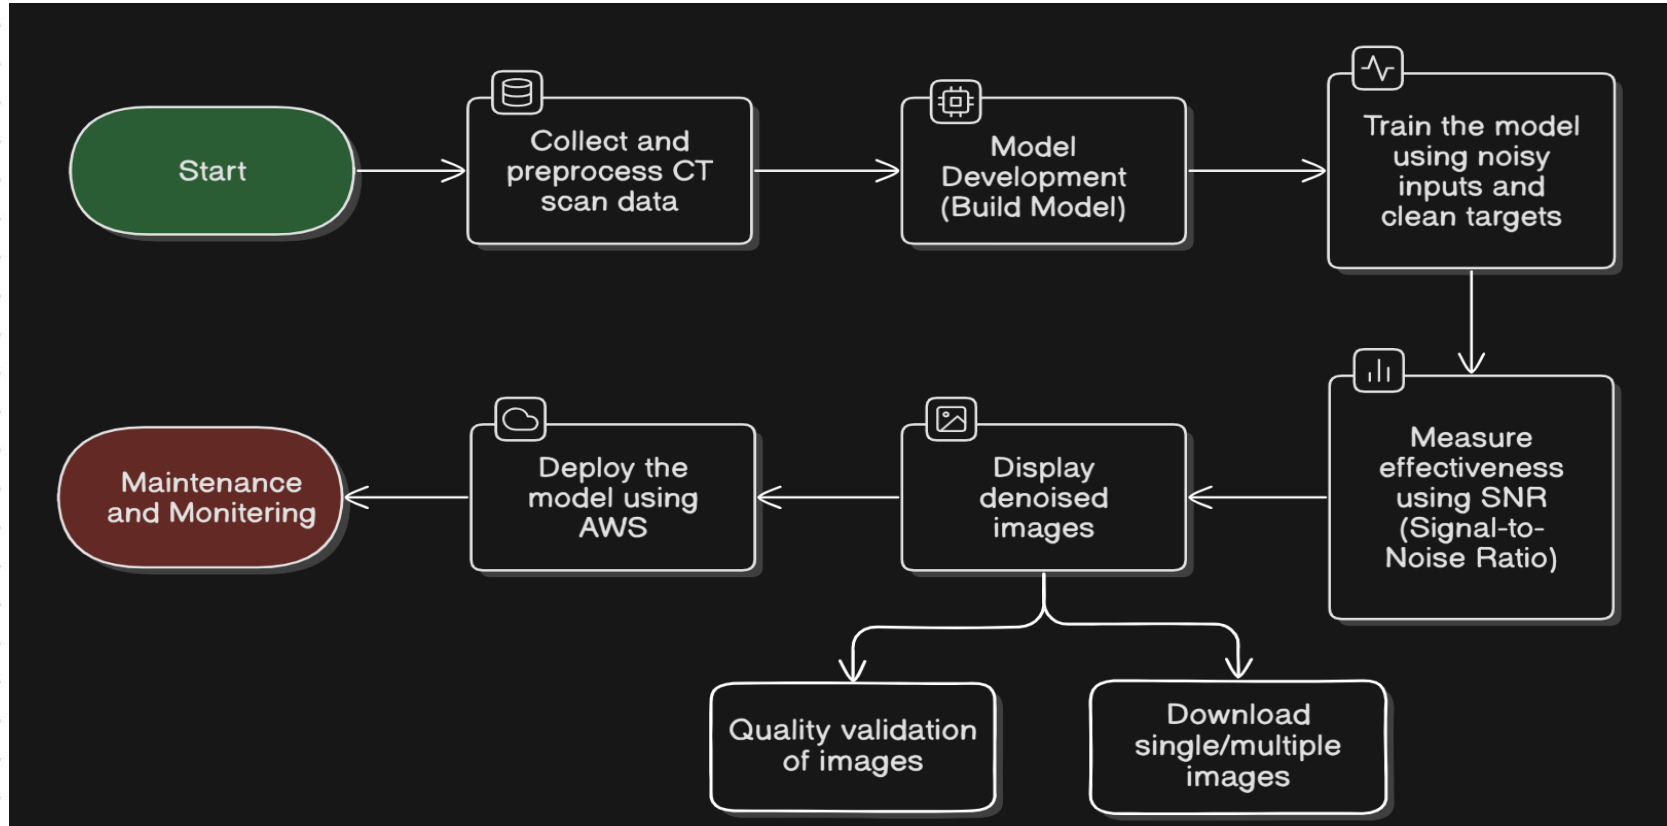 Start
Collect and
preprocess CT
scan data
Model
Development
(Build Model)
Train the model
using noisy
inputs and
clean targets
Measure
effectiveness
using SNR
(Signal-to-
Noise Ratio)
Display
denoised
images
Deploy the
model using
AWS
Maintenance
and Monitering
Quality validation
of images
Download
single/multiple
images